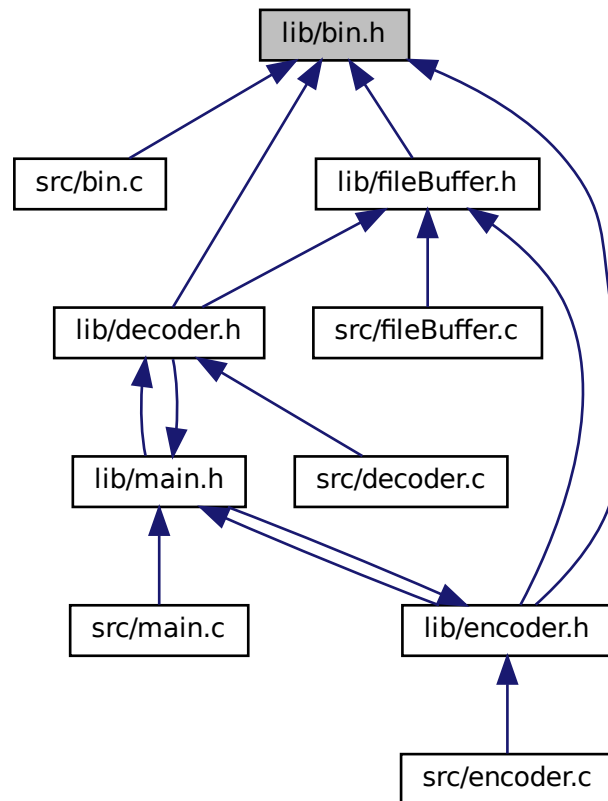 lib/bin.h
src/bin.c
lib/fileBuffer.h
lib/decoder.h
src/fileBuffer.c
lib/main.h
src/decoder.c
src/main.c
lib/encoder.h
src/encoder.c